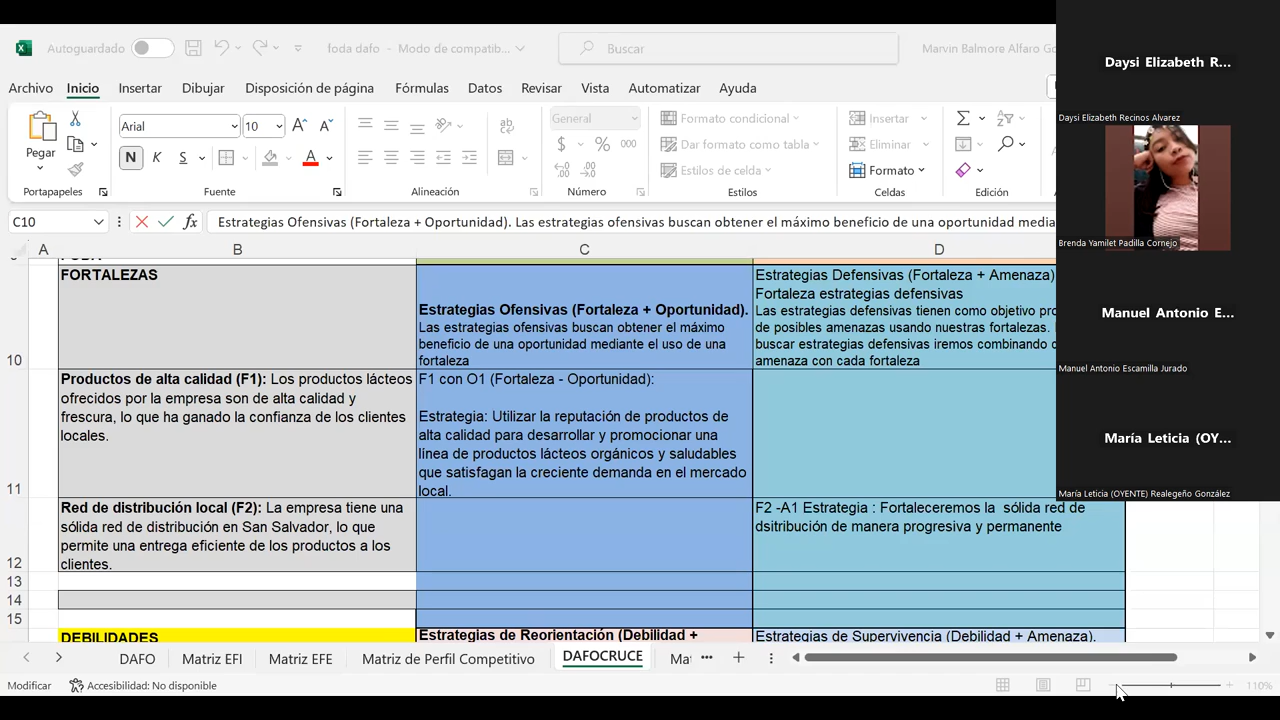 Autoguardado
foda dafo - Modo de compatib...
Buscar
Marvin Balmore Alfaro Go
Archivo Inicio Insertar Dibujar Disposición de página Fórmulas Datos Revisar Vista Automatizar Ayuda
Pegar
Arial
10
N K S
General
$ % 000
Formato condicional
Dar formato como tabla
Estilos de celda
Insertar
Eliminar
Formato
Portapapeles Fuente Alineación Número Estilos Celdas Edición
C10
fx
Estrategias Ofensivas (Fortaleza + Oportunidad). Las estrategias ofensivas buscan obtener el máximo beneficio de una oportunidad media
A B C D
10
FORTALEZAS
Estrategias Ofensivas (Fortaleza + Oportunidad).
Las estrategias ofensivas buscan obtener el máximo
beneficio de una oportunidad mediante el uso de una
fortaleza
Estrategias Defensivas (Fortaleza + Amenaza)
Fortaleza estrategias defensivas
Las estrategias defensivas tienen como objetivo pro
de posibles amenazas usando nuestras fortalezas.
buscar estrategias defensivas iremos combinando
amenaza con cada fortaleza
11
Productos de alta calidad (F1): Los productos lácteos
ofrecidos por la empresa son de alta calidad y
frescura, lo que ha ganado la confianza de los clientes
locales.
F1 con O1 (Fortaleza - Oportunidad):
Estrategia: Utilizar la reputación de productos de
alta calidad para desarrollar y promocionar una
línea de productos lácteos orgánicos y saludables
que satisfagan la creciente demanda en el mercado
local.
12
Red de distribución local (F2): La empresa tiene una
sólida red de distribución en San Salvador, lo que
permite una entrega eficiente de los productos a los
clientes.
F2 -A1 Estrategia : Fortaleceremos la sólida red de
dsitribución de manera progresiva y permanente
13
14
15
DEBILIDADES
Estrategias de Reorientación (Debilidad +
Estrategias de Supervivencia (Debilidad + Amenaza).
DAFO Matriz EFI Matriz EFE Matriz de Perfil Competitivo DAFOCRUCE Mat ...
Modificar
Accesibilidad: No disponible
110%
Daysi Elizabeth R...
Daysi Elizabeth Recinos Alvarez
Brenda Yamilet Padilla Cornejo
Manuel Antonio E...
Manuel Antonio Escamilla Jurado
María Leticia (OY...
María Leticia (OYENTE) Realegeño González